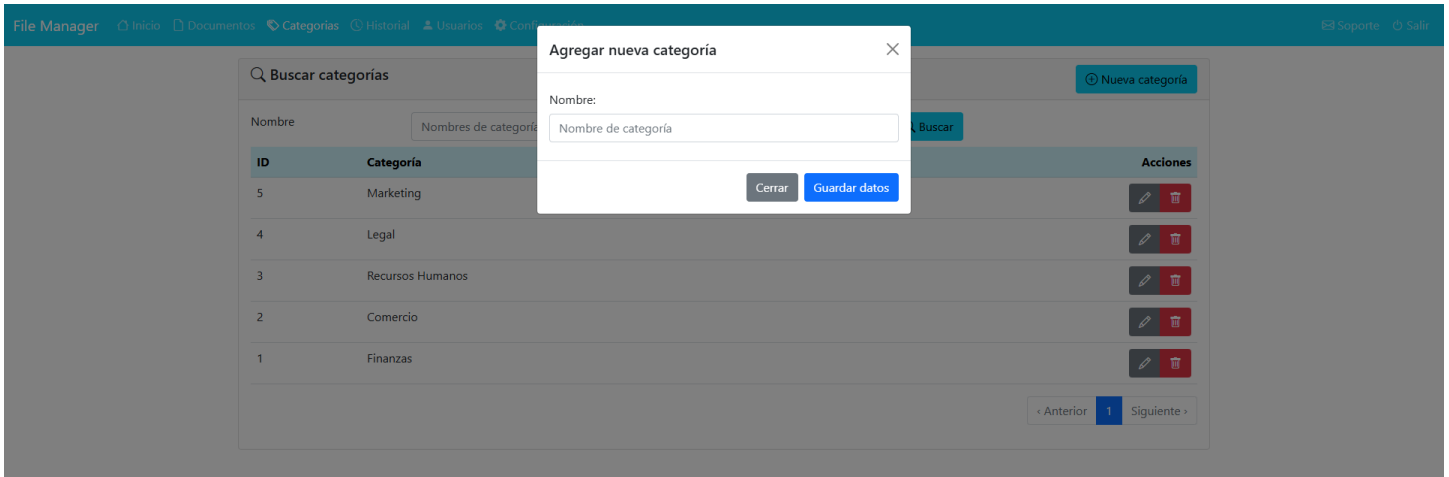 File Manager Inicio Documentos Categorias Historial Usuarios Configuración Soporte Salir
Agregar nueva categoría
Buscar categorías Nueva categoría
Nombre:
Nombre de categoría
Nombre Nombres de categoría Buscar
ID Categoría Acciones
Cerrar Guardar datos
5 Marketing
4 Legal
3 Recursos Humanos
2 Comercio
1 Finanzas
‹ Anterior 1 Siguiente ›